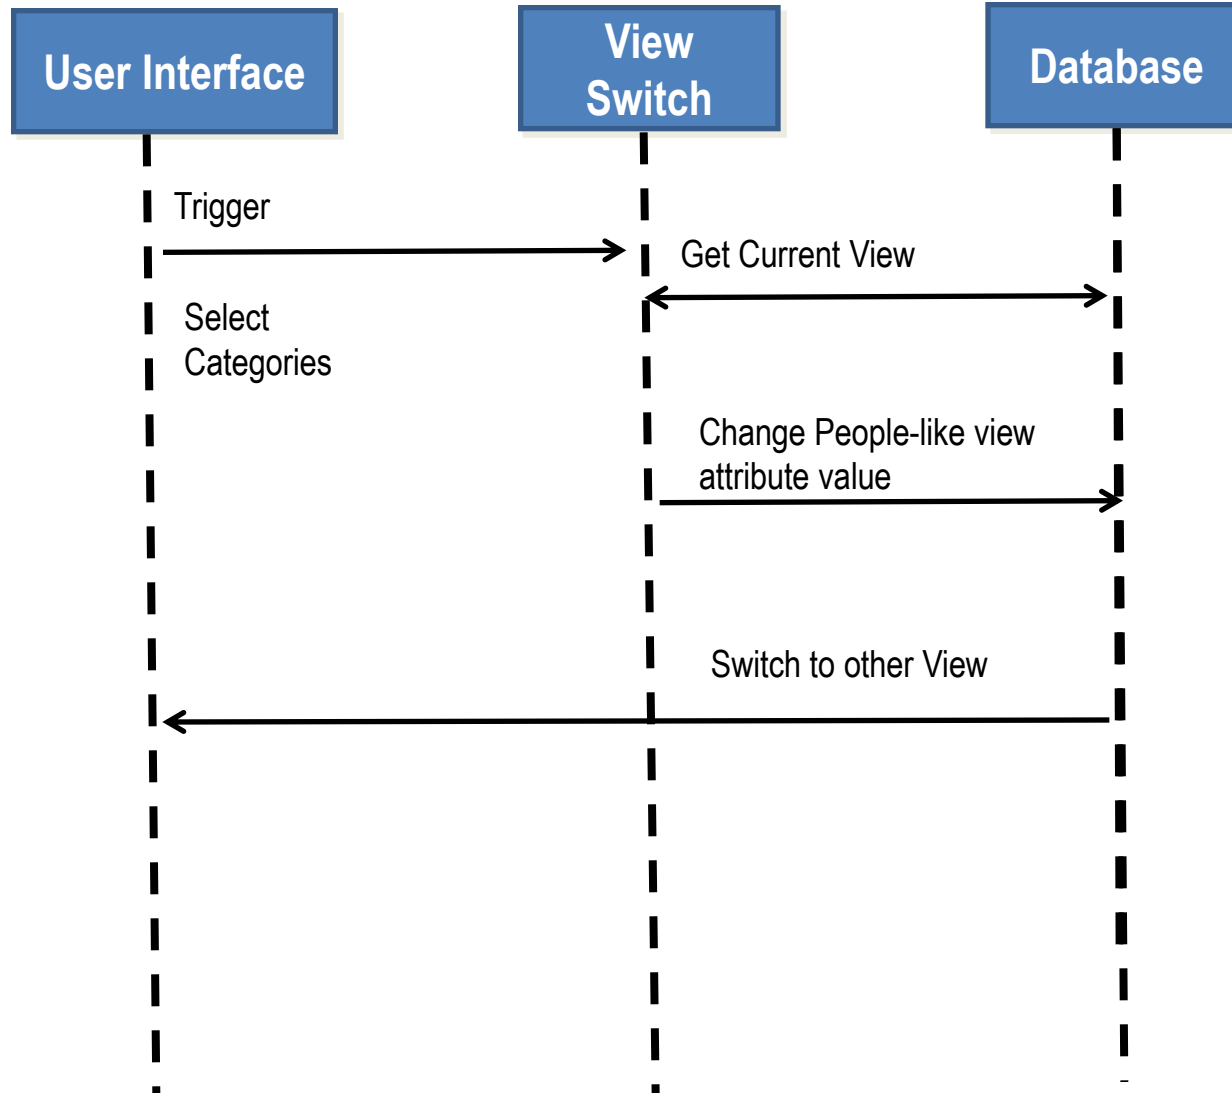 User Interface
View
Switch
Database
Trigger
Get Current View
Select
Categories
Change People-like view
attribute value
Switch to other View